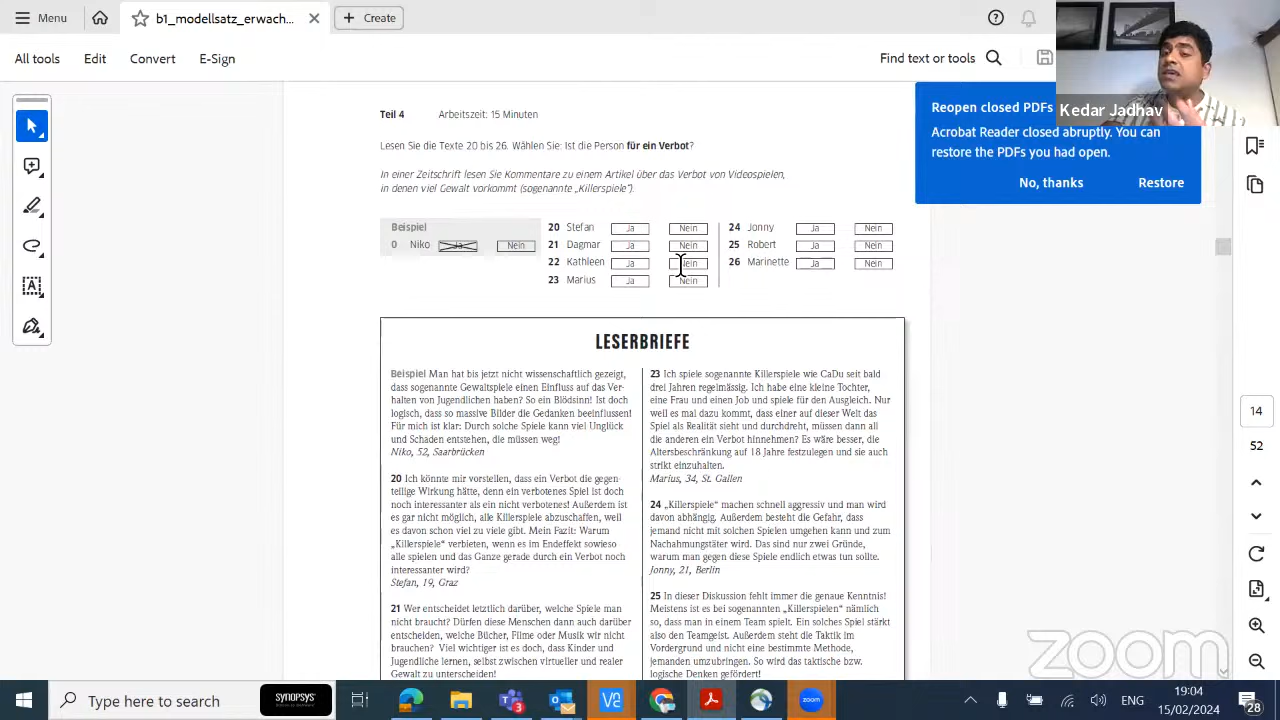 Menu
b1_modellsatz_erwach...
Create
All tools
Edit
Convert
E-Sign
Find text or tools
Kedar Jadhav
Reopen closed PDFs
Acrobat Reader closed abruptly. You can
restore the PDFs you had open.
No, thanks
Restore
Teil 4 Arbeitszeit: 15 Minuten
Lesen Sie die Texte 20 bis 26. Wählen Sie: Ist die Person für ein Verbot?
In einer Zeitschrift lesen Sie Kommentare zu einem Artikel über das Verbot von Videospielen,
in denen viel Gewalt vorkommt (sogenannte „Killerspiele“).
Beispiel
0 Niko Ja Nein
20 Stefan Ja Nein
21 Dagmar Ja Nein
22 Kathleen Ja Nein
23 Marius Ja Nein
24 Jonny Ja Nein
25 Robert Ja Nein
26 Marinette Ja Nein
LESERBRIEFE
Beispiel Man hat bis jetzt nicht wissenschaftlich gezeigt,
dass sogenannte Gewaltspiele einen Einfluss auf das Ver-
halten von Jugendlichen haben? So ein Blödsinn! Ist doch
logisch, dass so massive Bilder die Gedanken beeinflussen!
Für mich ist klar: Durch solche Spiele kann viel Unglück
und Schaden entstehen, die müssen weg!
Niko, 52, Saarbrücken
20 Ich könnte mir vorstellen, dass ein Verbot die gegen-
teilige Wirkung hätte, denn ein verbotenes Spiel ist doch
noch interessanter als ein nicht verbotenes! Außerdem ist
es gar nicht möglich, alle Killerspiele abzuschaffen, weil
es davon schon viel zu viele gibt. Mein Fazit: Warum
„Killerspiele“ verbieten, wenn es im Endeffekt sowieso
alle spielen und das Ganze gerade durch ein Verbot noch
interessanter wird?
Stefan, 19, Graz
21 Wer entscheidet letztlich darüber, welche Spiele man
nicht braucht? Dürfen diese Menschen dann auch darüber
entscheiden, welche Bücher, Filme oder Musik wir nicht
brauchen? Viel wichtiger ist es doch, dass Kinder und
Jugendliche lernen, selbst zwischen virtueller und realer
Gewalt zu unterscheiden!
23 Ich spiele sogenannte Killerspiele wie CaDu seit bald
drei Jahren regelmässig. Ich habe eine kleine Tochter,
eine Frau und einen Job und spiele für den Ausgleich. Nur
weil es mal dazu kommt, dass einer auf dieser Welt das
Spiel als Realität sieht und durchdreht, müssen dann all
die anderen ein Verbot hinnehmen? Es wäre besser, die
Altersbeschränkung auf 18 Jahre festzulegen und sie auch
strikt einzuhalten.
Marius, 34, St. Gallen
24 „Killerspiele“ machen schnell aggressiv und man wird
davon abhängig. Außerdem besteht die Gefahr, dass
jemand nicht mit solchen Spielen umgehen kann und zum
Nachahmungstäter wird. Das sind nur zwei Gründe,
warum man gegen diese Spiele endlich etwas tun sollte.
Jonny, 21, Berlin
25 In dieser Diskussion fehlt immer die genaue Kenntnis!
Meistens ist es bei sogenannten „Killerspielen“ nämlich
so, dass man in einem Team spielt. Ein solches Spiel stärkt
also den Teamgeist. Außerdem steht die Taktik im
Vordergrund und nicht eine bestimmte Methode,
jemanden umzubringen. So wird das taktische bzw.
logische Denken gefördert!
14
52
zoom
Type here to search
SYNOPSYS
3
zoom
ENG
19:04
15/02/2024
28